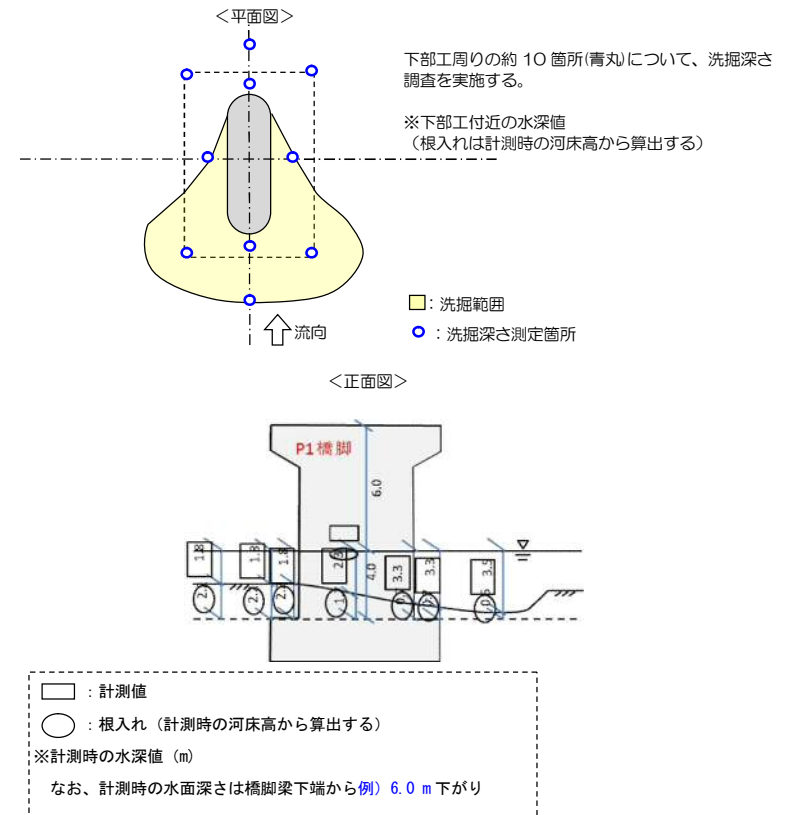 ＜平面図＞
下部工周りの約 10 箇所(青丸)について、洗掘深さ
調査を実施する。
※下部工付近の水深値
（根入れは計測時の河床高から算出する）
：洗掘範囲
：洗掘深さ測定箇所
流向
＜正面図＞
P1橋脚
6.0
1.8
1.8
1.8
4.0
3.3
3.3
3.5
：計測値
：根入れ（計測時の河床高から算出する）
※計測時の水深値（m）
なお、計測時の水面深さは橋脚梁下端から例）6.0 m下がり